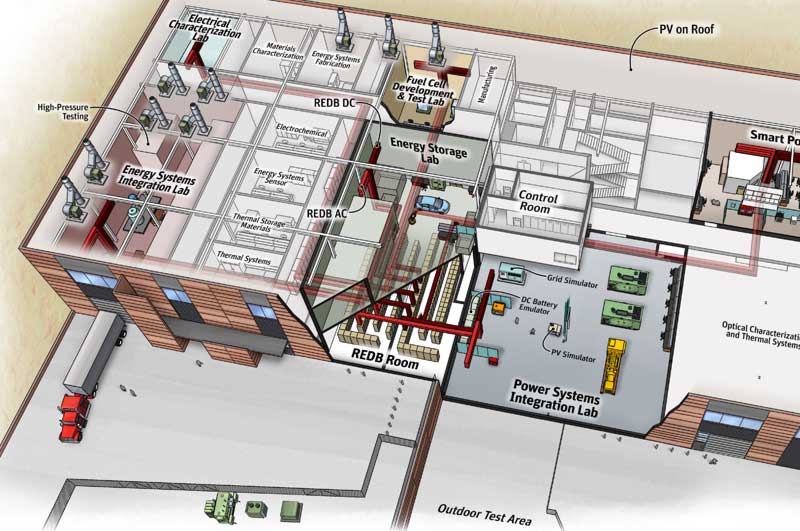 Electrical
Characterization
Lab
Materials
Characterization
Energy Systems
Fabrication
Fuel Cell
Development
& Test Lab
Manufacturing
PV on Roof
High-Pressure
Testing
REDB DC
Energy Storage
Lab
Smart Po
Electrochemical
Energy Systems
Integration Lab
Energy Systems
Sensor
REDB AC
Control
Room
Thermal Storage
Materials
Thermal Systems
Grid Simulator
DC Battery
Emulator
PV Simulator
REDB Room
Power Systems
Integration Lab
Optical Characterizatio
and Thermal Systems
Outdoor Test Area